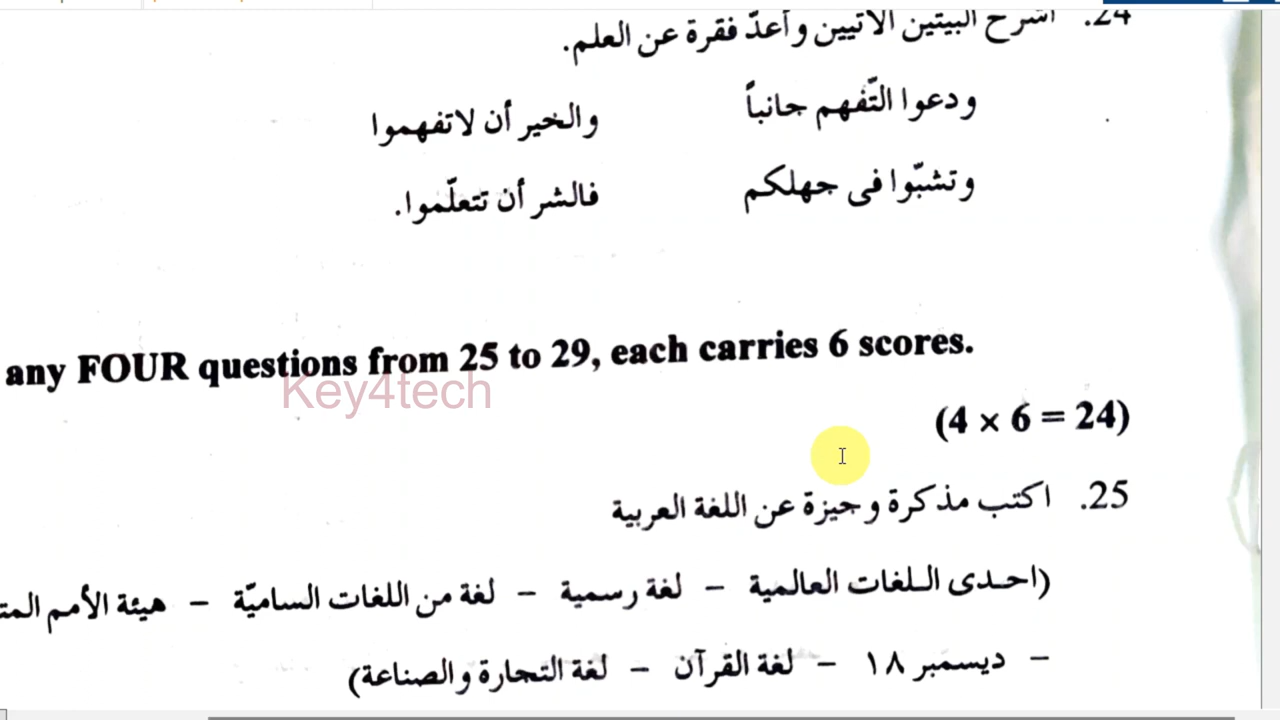 24. اشرح البيتين الآتيين وأعدّ فقرة عن العلم.
ودعوا التّفهم جانباً والخير أن لاتفهموا
وتشبّوا في جهلكم فالشر أن تتعلّموا.
any FOUR questions from 25 to 29, each carries 6 scores.
Key4tech
(4 × 6 = 24)
25. اكتب مذكرة وجيزة عن اللغة العربية
(احدى اللغات العالمية – لغة رسمية – لغة من اللغات الساميّة – هيئة الأمم
– ديسمبر ١٨ – لغة القرآن – لغة التجارة والصناعة)